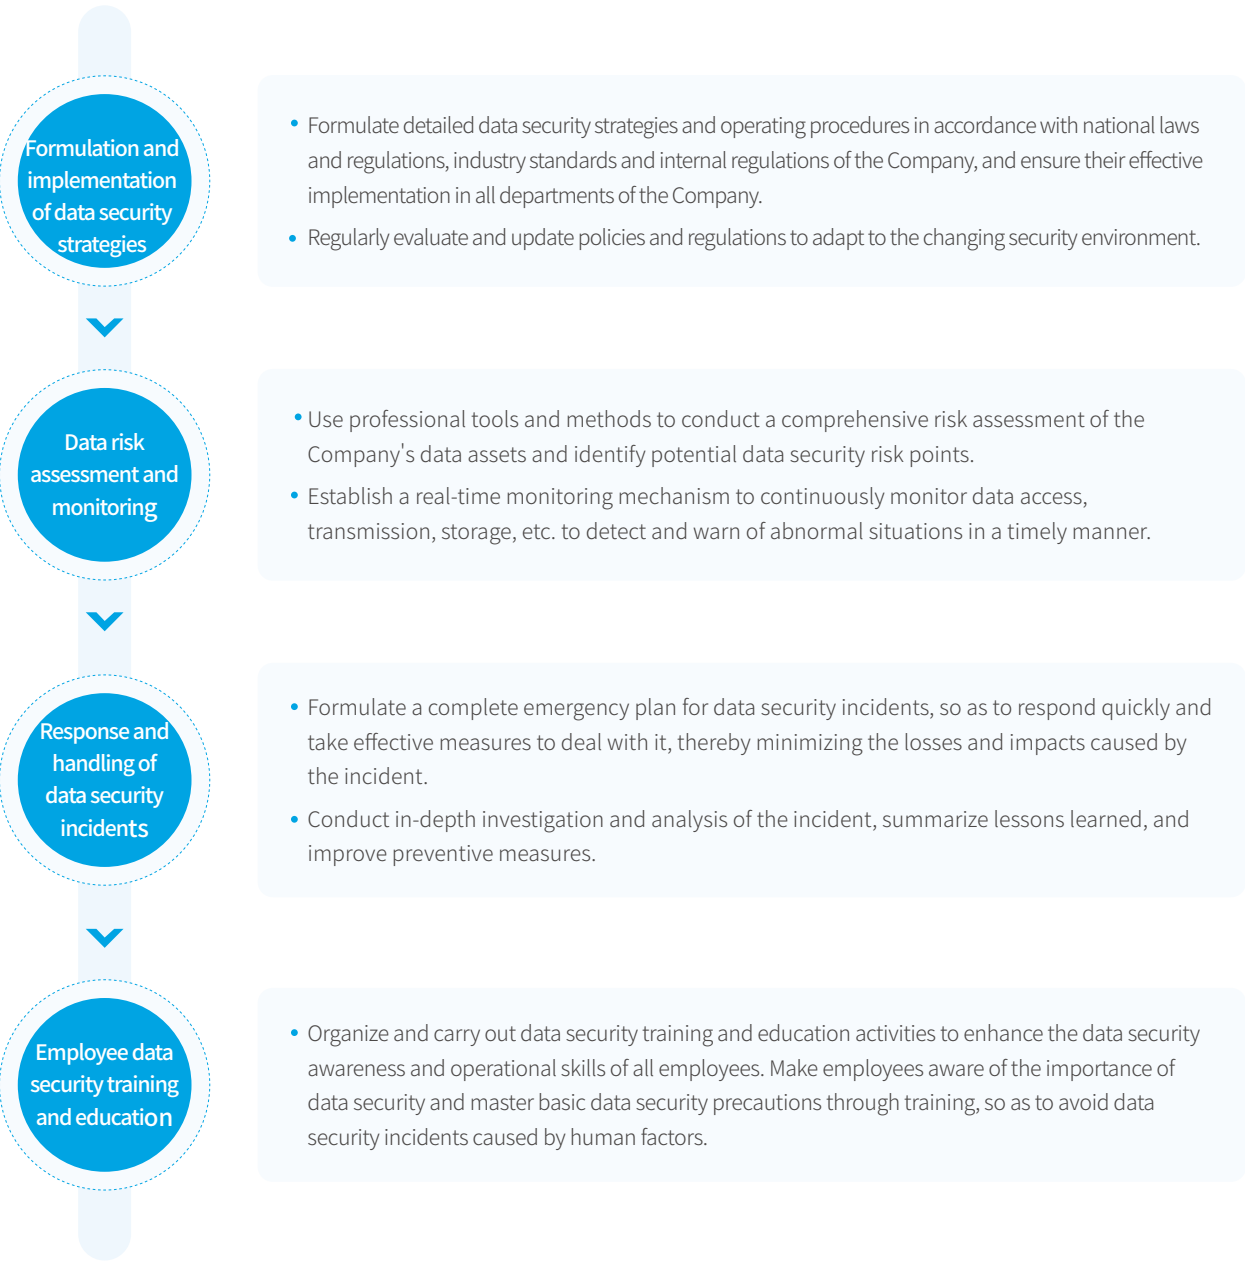 Formulation and
implementation
of data security
strategies
• Formulate detailed data security strategies and operating procedures in accordance with national laws
and regulations, industry standards and internal regulations of the Company, and ensure their effective
implementation in all departments of the Company.
• Regularly evaluate and update policies and regulations to adapt to the changing security environment.
Data risk
assessment and
monitoring
• Use professional tools and methods to conduct a comprehensive risk assessment of the
Company's data assets and identify potential data security risk points.
• Establish a real-time monitoring mechanism to continuously monitor data access,
transmission, storage, etc. to detect and warn of abnormal situations in a timely manner.
Response and
handling of
data security
incidents
• Formulate a complete emergency plan for data security incidents, so as to respond quickly and
take effective measures to deal with it, thereby minimizing the losses and impacts caused by
the incident.
• Conduct in-depth investigation and analysis of the incident, summarize lessons learned, and
improve preventive measures.
Employee data
security training
and education
• Organize and carry out data security training and education activities to enhance the data security
awareness and operational skills of all employees. Make employees aware of the importance of
data security and master basic data security precautions through training, so as to avoid data
security incidents caused by human factors.